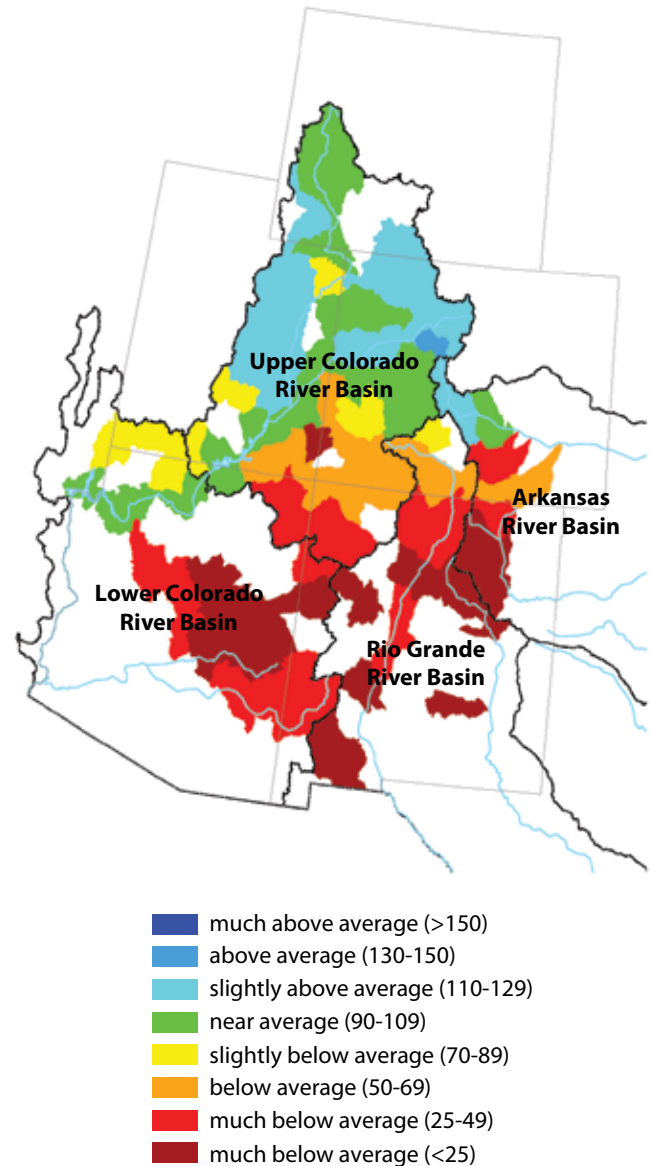 Upper Colorado
River Basin
Arkansas
River Basin
Lower Colorado
River Basin
Rio Grande
River Basin
much above average (>150)
above average (130-150)
slightly above average (110-129)
near average (90-109)
slightly below average (70-89)
below average (50-69)
much below average (25-49)
much below average (<25)